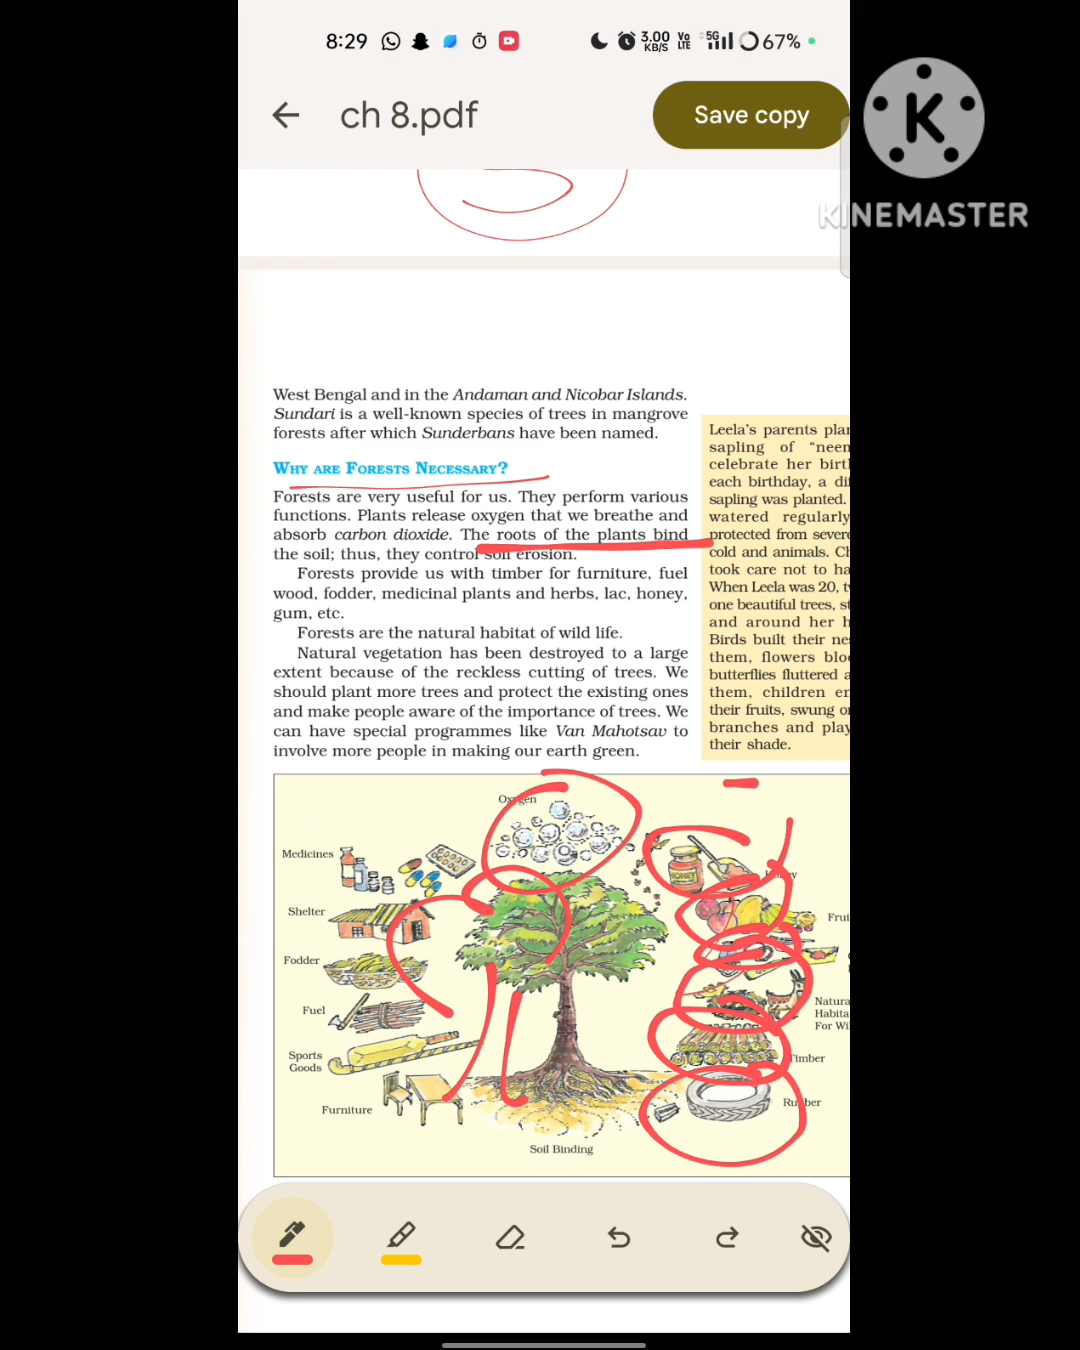 8:29
3.00 KB/S
Vo LTE
5G
67%
ch 8.pdf
Save copy
K
KINEMASTER
West Bengal and in the Andaman and Nicobar Islands.
Sundari is a well-known species of trees in mangrove
forests after which Sunderbans have been named.
WHY ARE FORESTS NECESSARY?
Forests are very useful for us. They perform various
functions. Plants release oxygen that we breathe and
absorb carbon dioxide. The roots of the plants bind
the soil; thus, they control soil erosion.
Forests provide us with timber for furniture, fuel
wood, fodder, medicinal plants and herbs, lac, honey,
gum, etc.
Forests are the natural habitat of wild life.
Natural vegetation has been destroyed to a large
extent because of the reckless cutting of trees. We
should plant more trees and protect the existing ones
and make people aware of the importance of trees. We
can have special programmes like Van Mahotsav to
involve more people in making our earth green.
Leela's parents
sapling of
celebrate her
each birthday, a
sapling was planted.
watered regularly
protected from
cold and animals.
took care not to
When Leela was 20,
one beautiful trees,
and around her
Birds built their
them, flowers
butterflies fluttered
them, children
their fruits, swung
branches and
their shade.
Oxygen
Medicines
Shelter
Fodder
Fuel
Sports
Goods
Furniture
Soil Binding
HONEY
Honey
Timber
Rubber
For